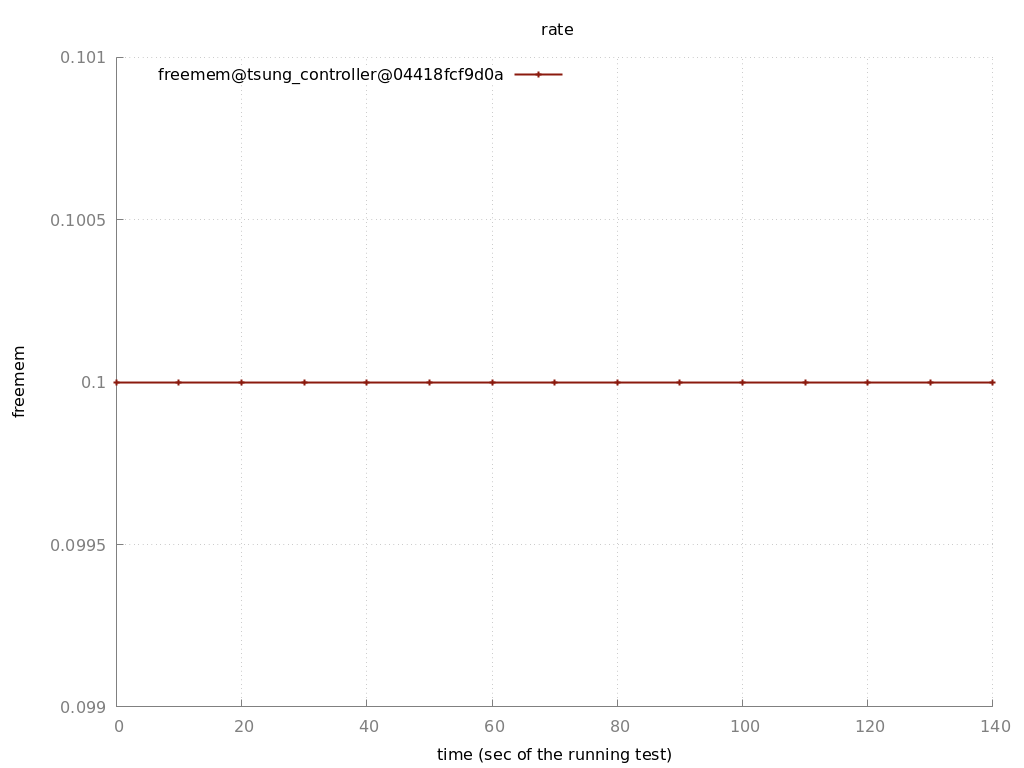 rate
0.101
freemem@tsung_controller@04418fcf9d0a
0.1005
freemem
0.1
0.0995
0.099
0 20 40 60 80 100 120 140
time (sec of the running test)